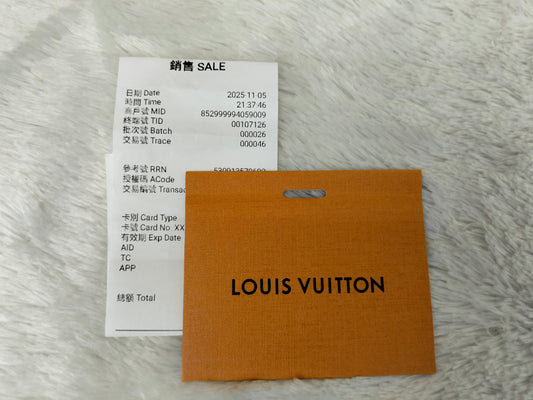 銷售 SALE
日期 Date 2025-11-05
時間 Time 21:37:46
商戶號 MID 852999994059009
終端號 TID 00107126
批次號 Batch 000026
交易號 Trace 000046
參考號 RRN
授權碼 ACode
交易編號 Transac
卡別 Card Type
卡號 Card No. XX
有效期 Exp Date
AID
TC
APP
總額 Total
LOUIS VUITTON